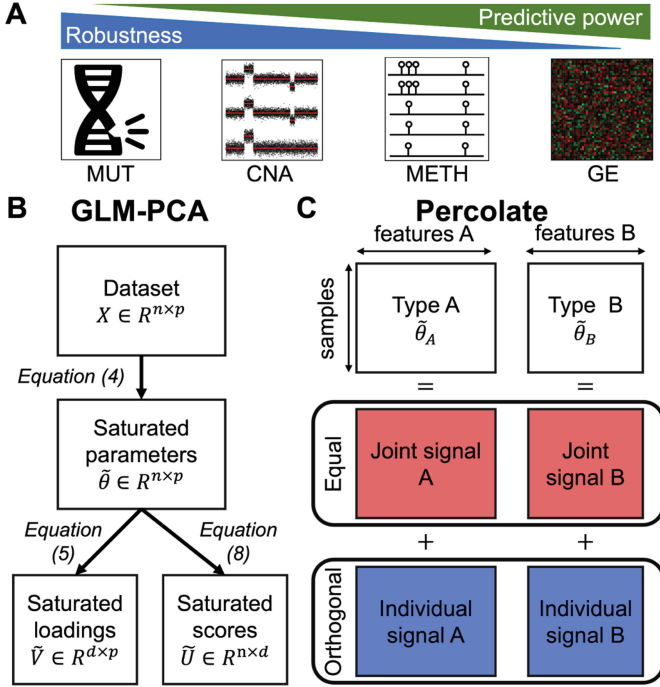 A
Predictive power
Robustness
MUT
CNA
METH
GE
B
GLM-PCA
Dataset
X ∈ R^{n×p}
Equation (4)
Saturated
parameters
θ̃ ∈ R^{n×p}
Equation
(5)
Equation
(8)
Saturated
loadings
Ṽ ∈ R^{d×p}
Saturated
scores
Ũ ∈ R^{n×d}
C
Percolate
features A
features B
samples
Type A
θ̃_A
Type B
θ̃_B
=
=
Equal
Joint signal
A
Joint
signal B
+
+
Orthogonal
Individual
signal A
Individual
signal B